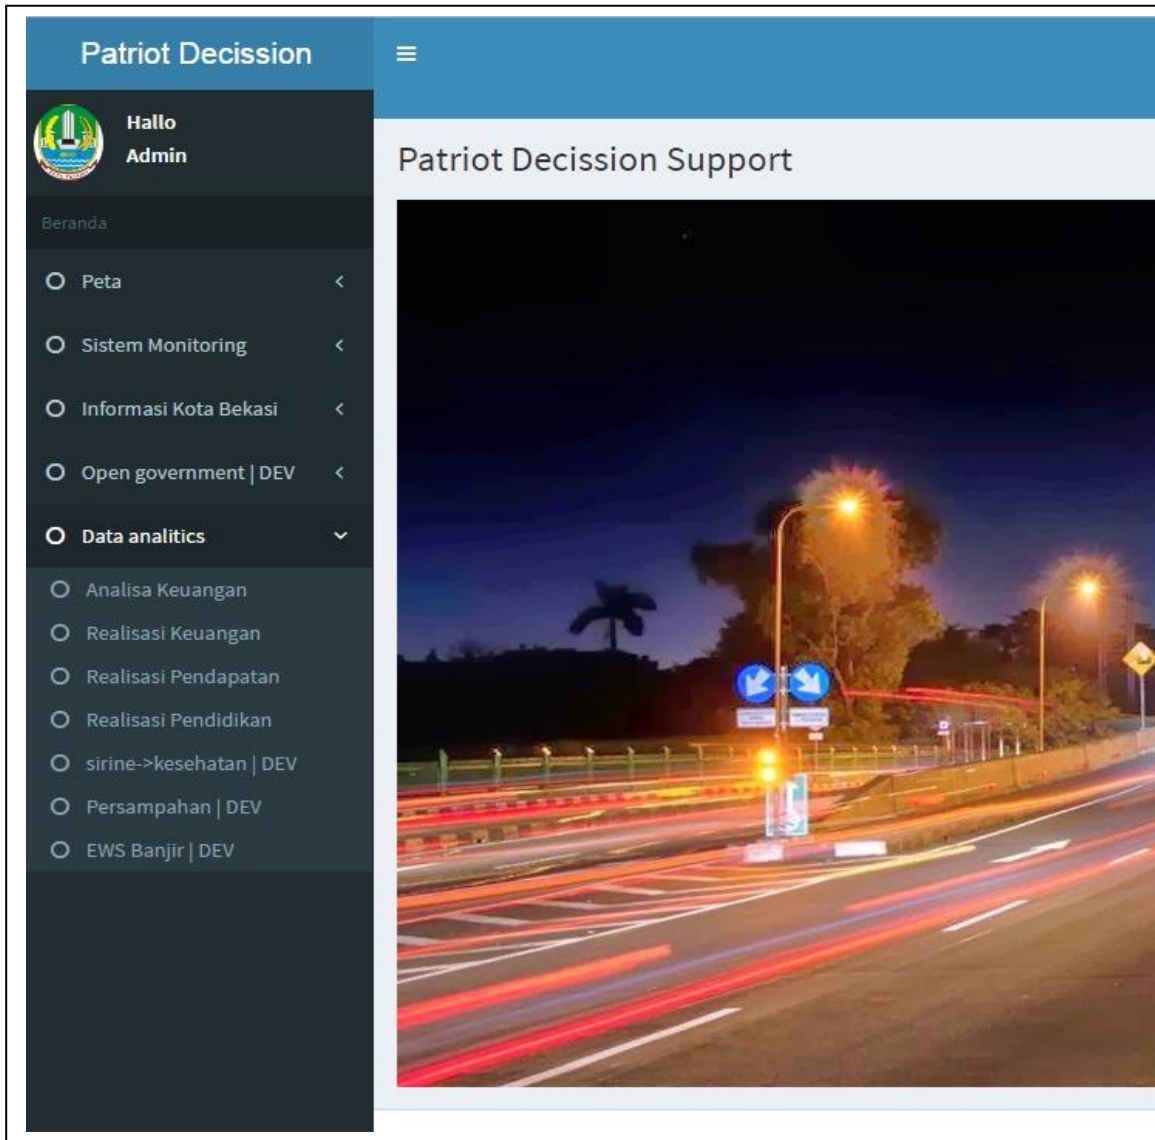 Patriot Decission
Hallo
Admin
Patriot Decission Support
Beranda
Peta
Sistem Monitoring
Informasi Kota Bekasi
Open government | DEV
Data analitics
Analisa Keuangan
Realisasi Keuangan
Realisasi Pendapatan
Realisasi Pendidikan
sirine->kesehatan | DEV
Persampahan | DEV
EWS Banjir | DEV